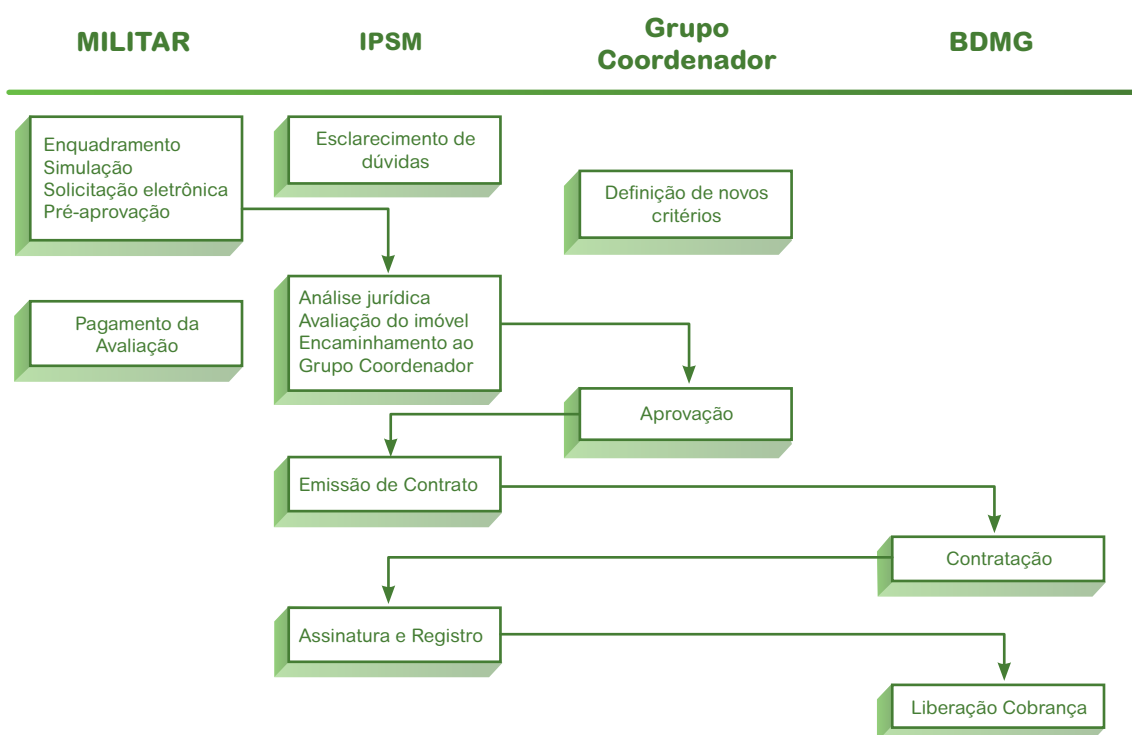 MILITAR
IPSM
Grupo
Coordenador
BDMG
Enquadramento
Simulação
Solicitação eletrônica
Pré-aprovação
Esclarecimento de
dúvidas
Definição de novos
critérios
Pagamento da
Avaliação
Análise jurídica
Avaliação do imóvel
Encaminhamento ao
Grupo Coordenador
Aprovação
Emissão de Contrato
Contratação
Assinatura e Registro
Liberação Cobrança